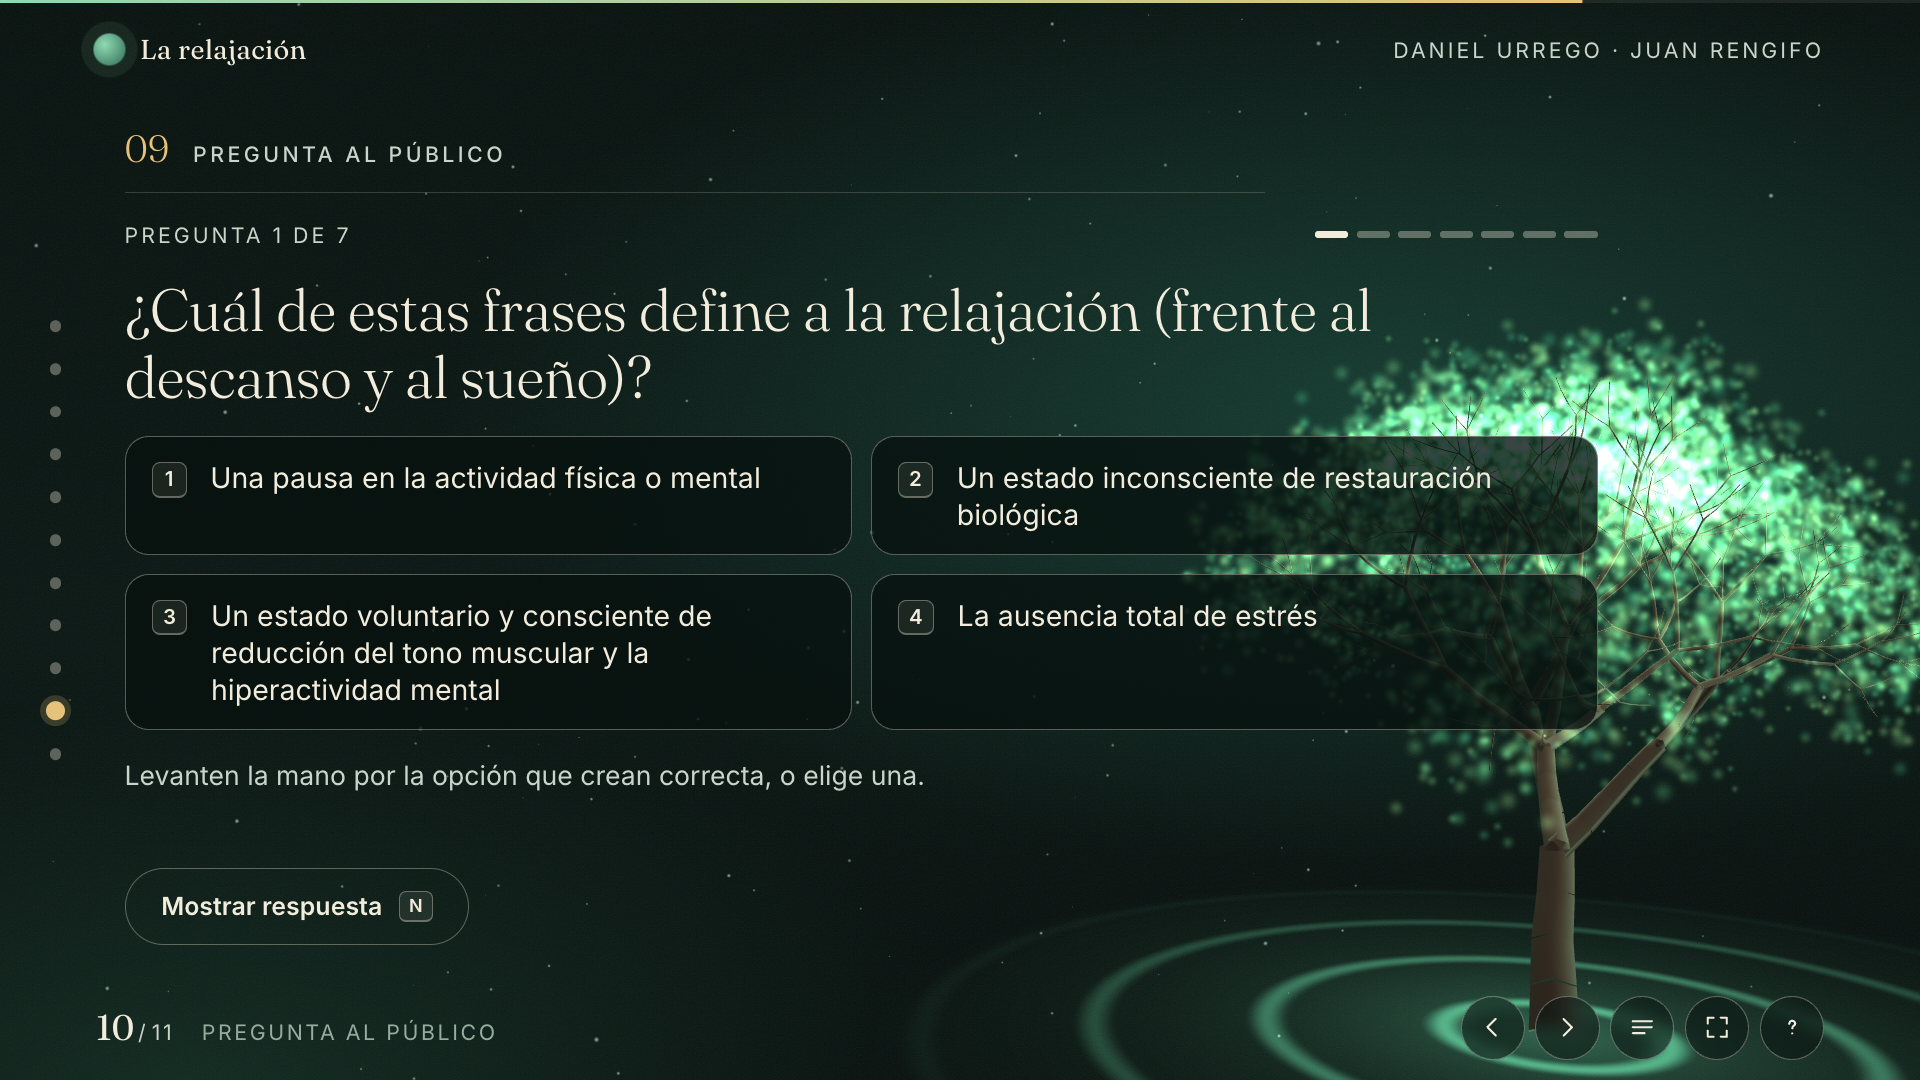 La relajación
DANIEL URREGO · JUAN RENGIFO
09 PREGUNTA AL PÚBLICO
PREGUNTA 1 DE 7
¿Cuál de estas frases define a la relajación (frente al
descanso y al sueño)?
1 Una pausa en la actividad física o mental
2 Un estado inconsciente de restauración
biológica
3 Un estado voluntario y consciente de
reducción del tono muscular y la
hiperactividad mental
4 La ausencia total de estrés
Levanten la mano por la opción que crean correcta, o elige una.
Mostrar respuesta N
10 / 11 PREGUNTA AL PÚBLICO
?